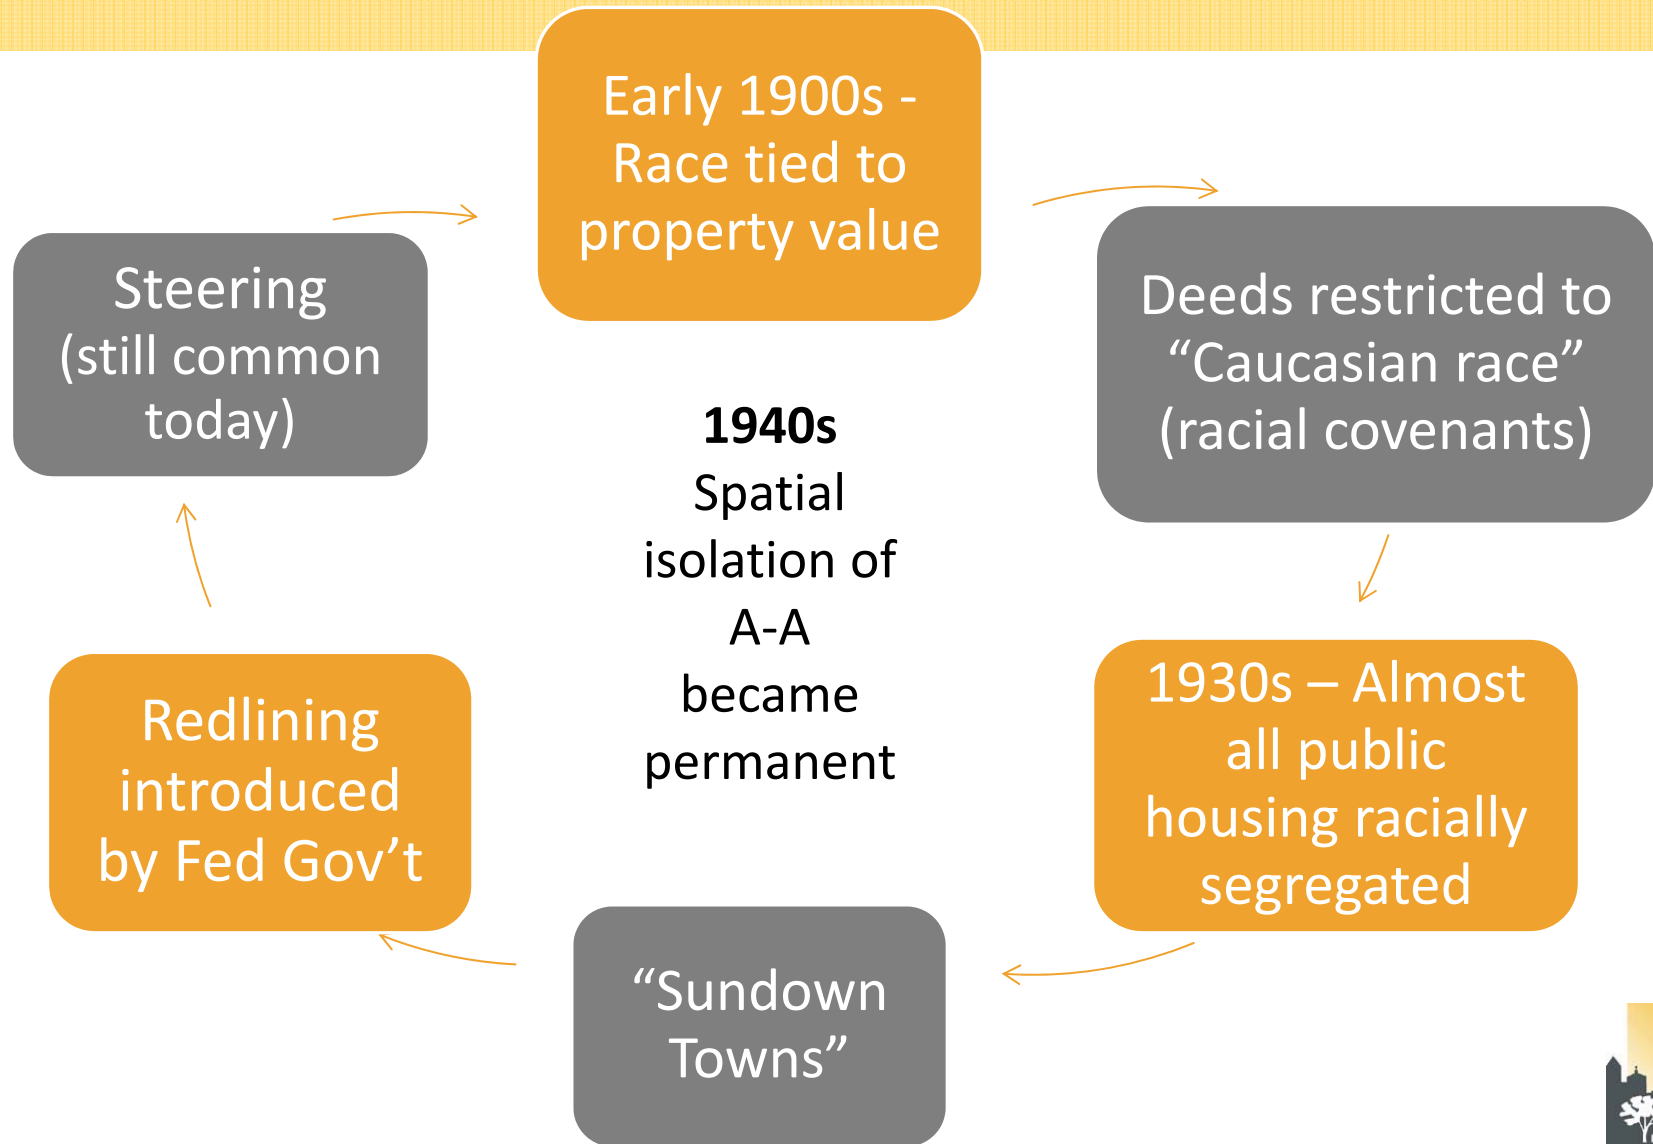 Early 1900s -
Race tied to
property value
Deeds restricted to
“Caucasian race”
(racial covenants)
1930s – Almost
all public
housing racially
segregated
“Sundown
Towns”
Redlining
introduced
by Fed Gov’t
Steering
(still common
today)
1940s
Spatial
isolation of
A-A
became
permanent